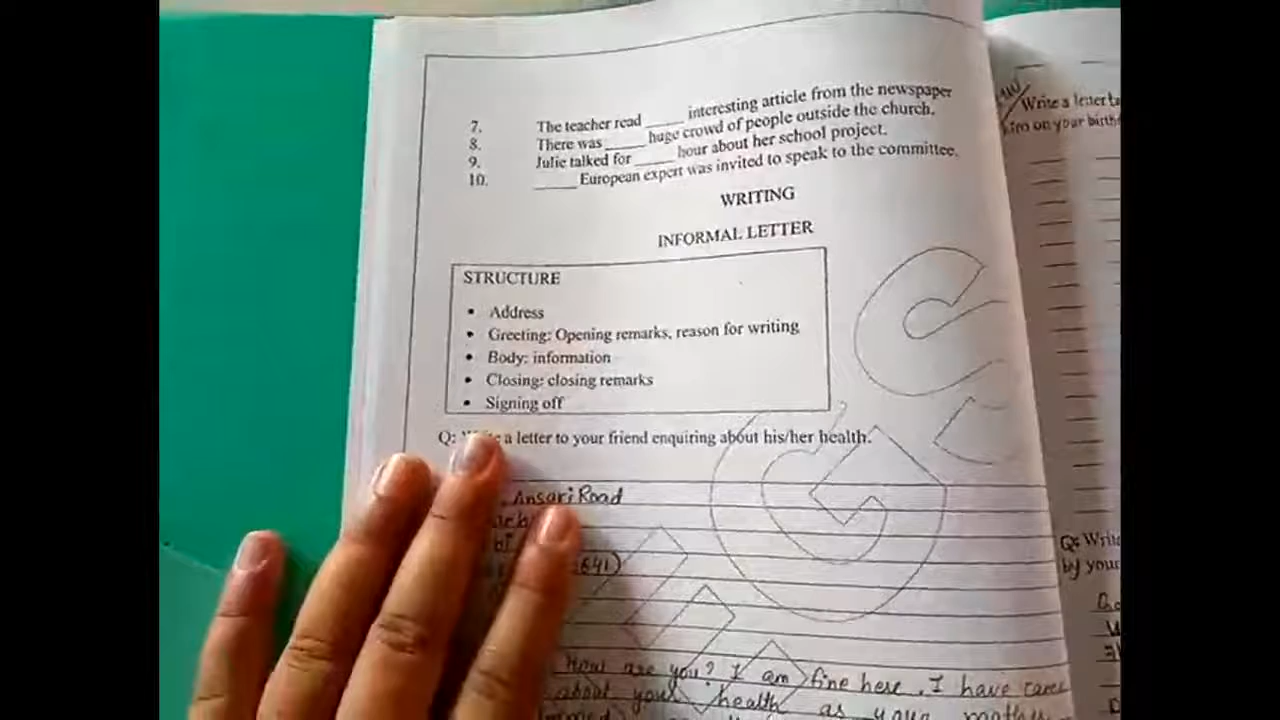 7. The teacher read _____ interesting article from the newspaper
8. There was _____ huge crowd of people outside the church.
9. Julie talked for _____ hour about her school project.
10. _____ European expert was invited to speak to the committee.
WRITING
INFORMAL LETTER
STRUCTURE
• Address
• Greeting: Opening remarks, reason for writing
• Body: information
• Closing: closing remarks
• Signing off
Q: a letter to your friend enquiring about his/her health.
Ansari Road
641)
How are you? I am fine here. I have
about your health as your
Write a letter
on your
Q: Write
by your